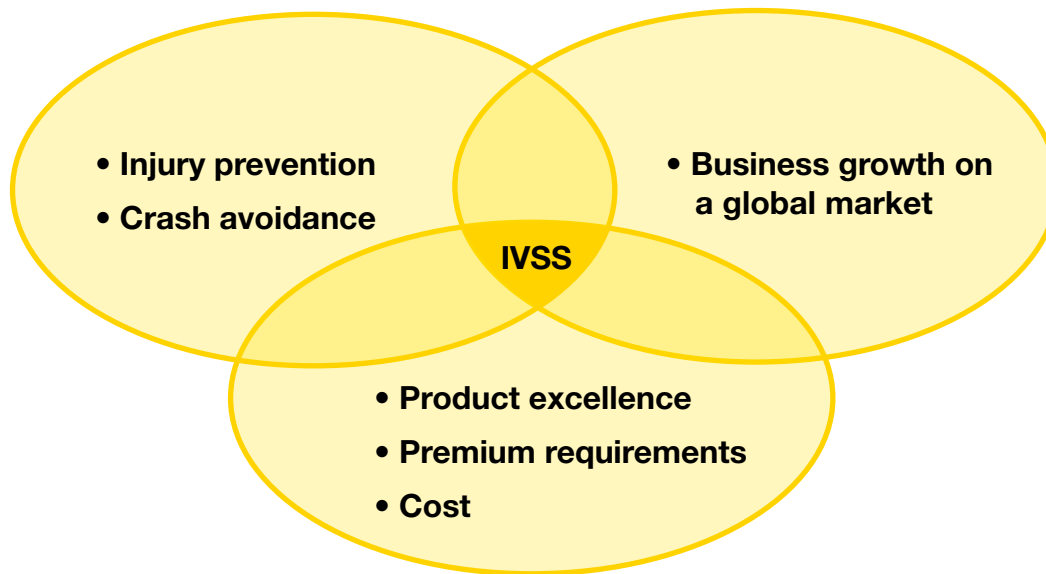 • Injury prevention
• Crash avoidance
• Business growth on
a global market
IVSS
• Product excellence
• Premium requirements
• Cost